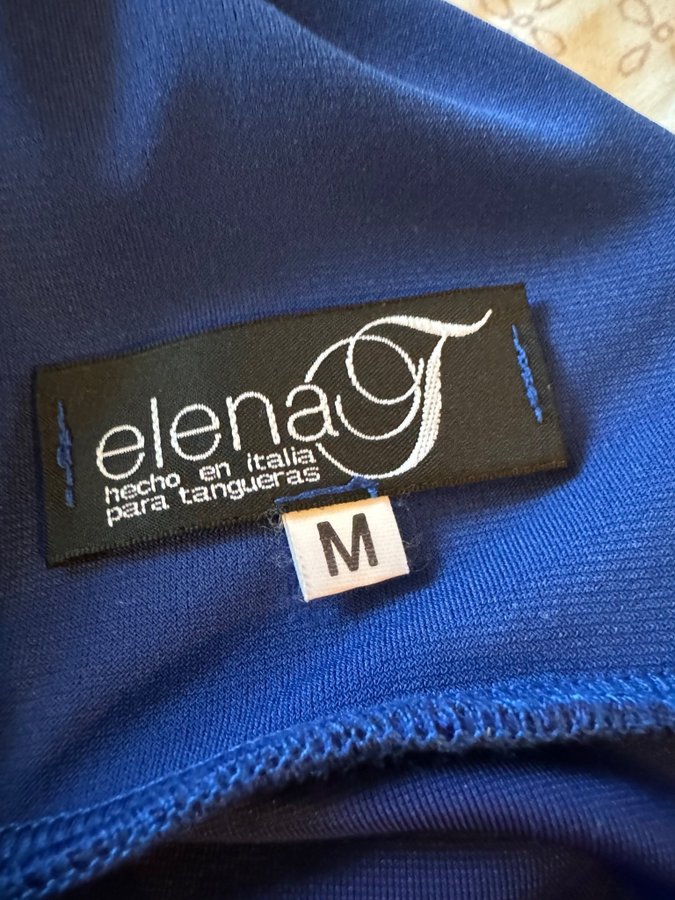 elenaT
hecho en italia
para tangueras
M